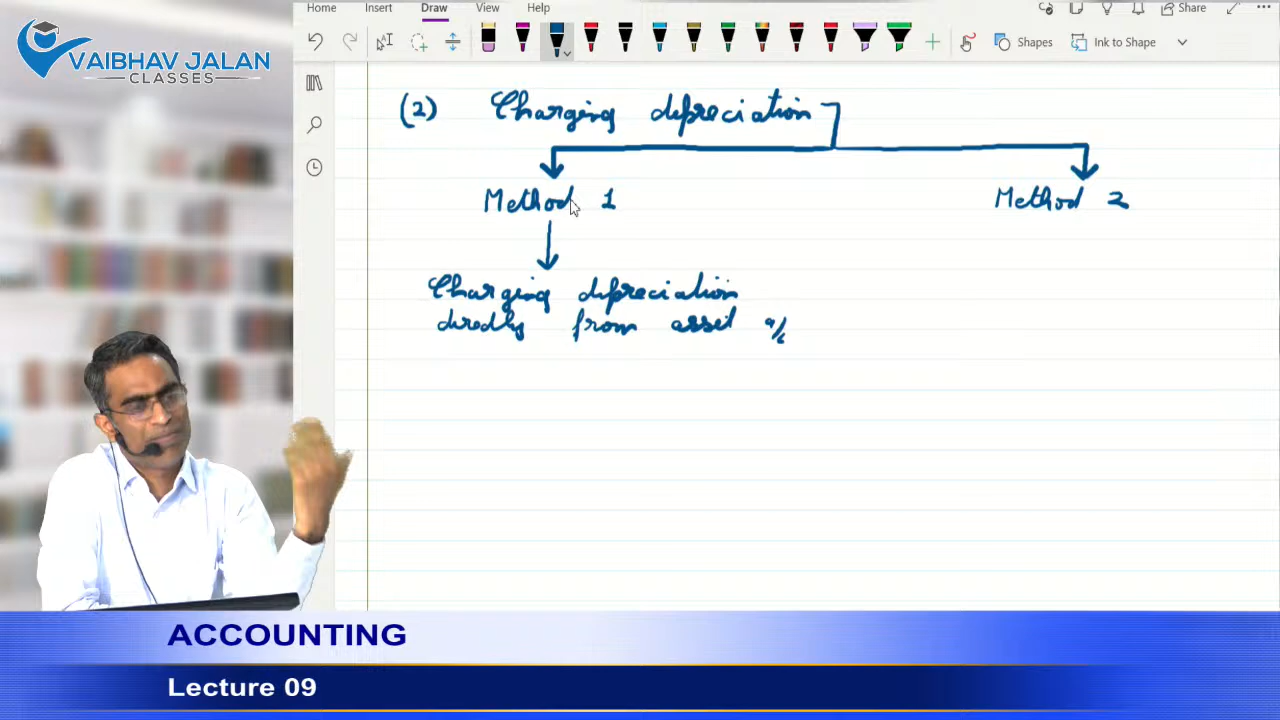 VAIBHAV JALAN
CLASSES
Home Insert Draw View Help
Share
Shapes
Ink to Shape
(2) Charging depreciation
Method 1
Method 2
Charging depreciation
directly from asset a/c
ACCOUNTING
Lecture 09